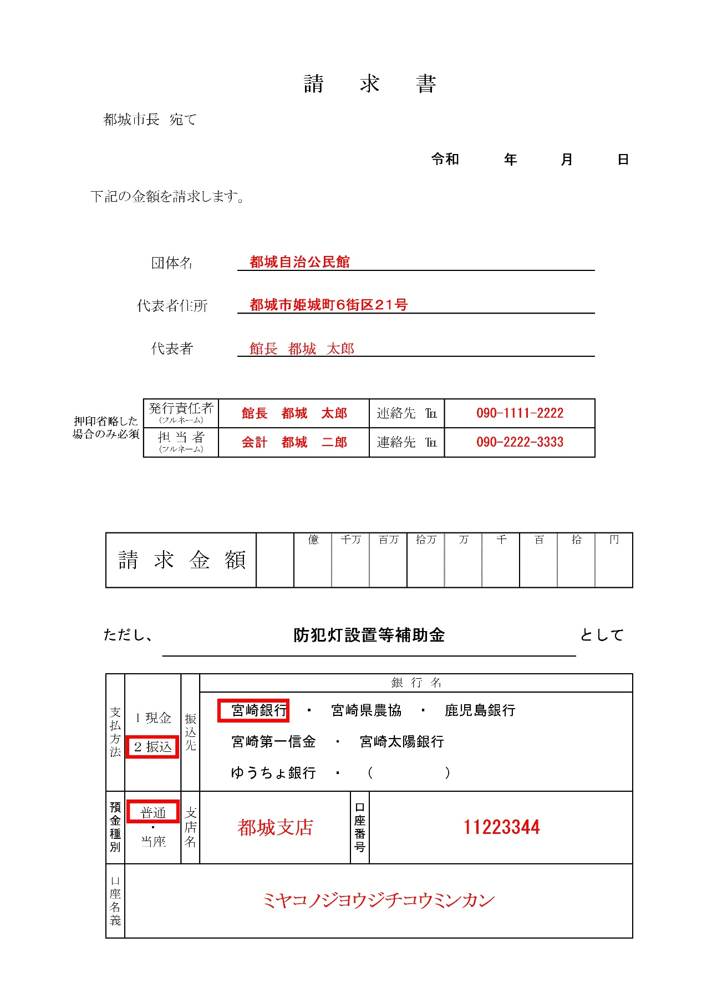 請　求　書
都城市長　宛て
令和　　　年　　　月　　　日
下記の金額を請求します。
団体名　都城自治公民館
代表者住所　都城市姫城町6街区21号
代表者　館長　都城　太郎
押印省略した
場合のみ必須
発行責任者
(フルネーム)
館長　都城　太郎
連絡先　℡
090-1111-2222
担当者
(フルネーム)
会計　都城　二郎
連絡先　℡
090-2222-3333
請求金額
億　千万　百万　拾万　万　千　百　拾　円
ただし、　防犯灯設置等補助金　として
支払方法
1 現金
2 振込
振込先
銀行名
宮崎銀行　・　宮崎県農協　・　鹿児島銀行
宮崎第一信金　・　宮崎太陽銀行
ゆうちょ銀行　・　（　　　　　）
預金種別
普通
・
当座
支店名
都城支店
口座番号
11223344
口座名義
ミヤコノジヨウジチコウミンカン